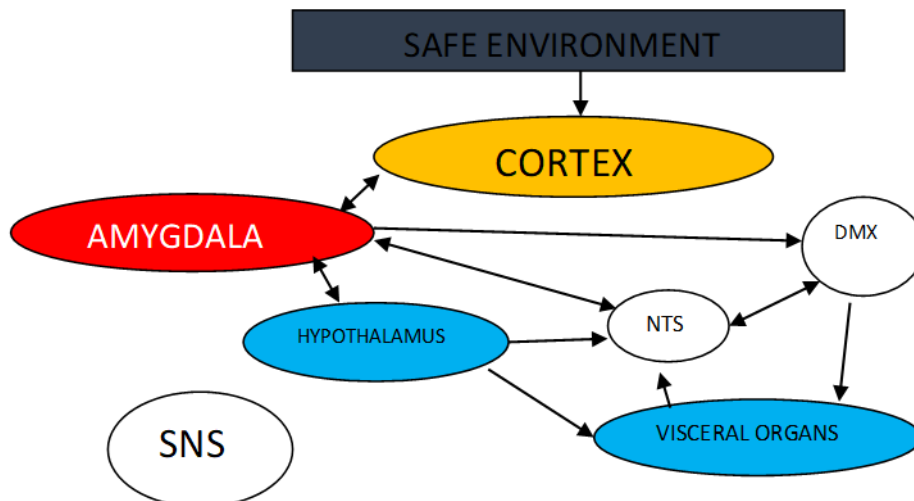 SAFE ENVIRONMENT
CORTEX
AMYGDALA
DMX
NTS
HYPOTHALAMUS
VISCERAL ORGANS
SNS